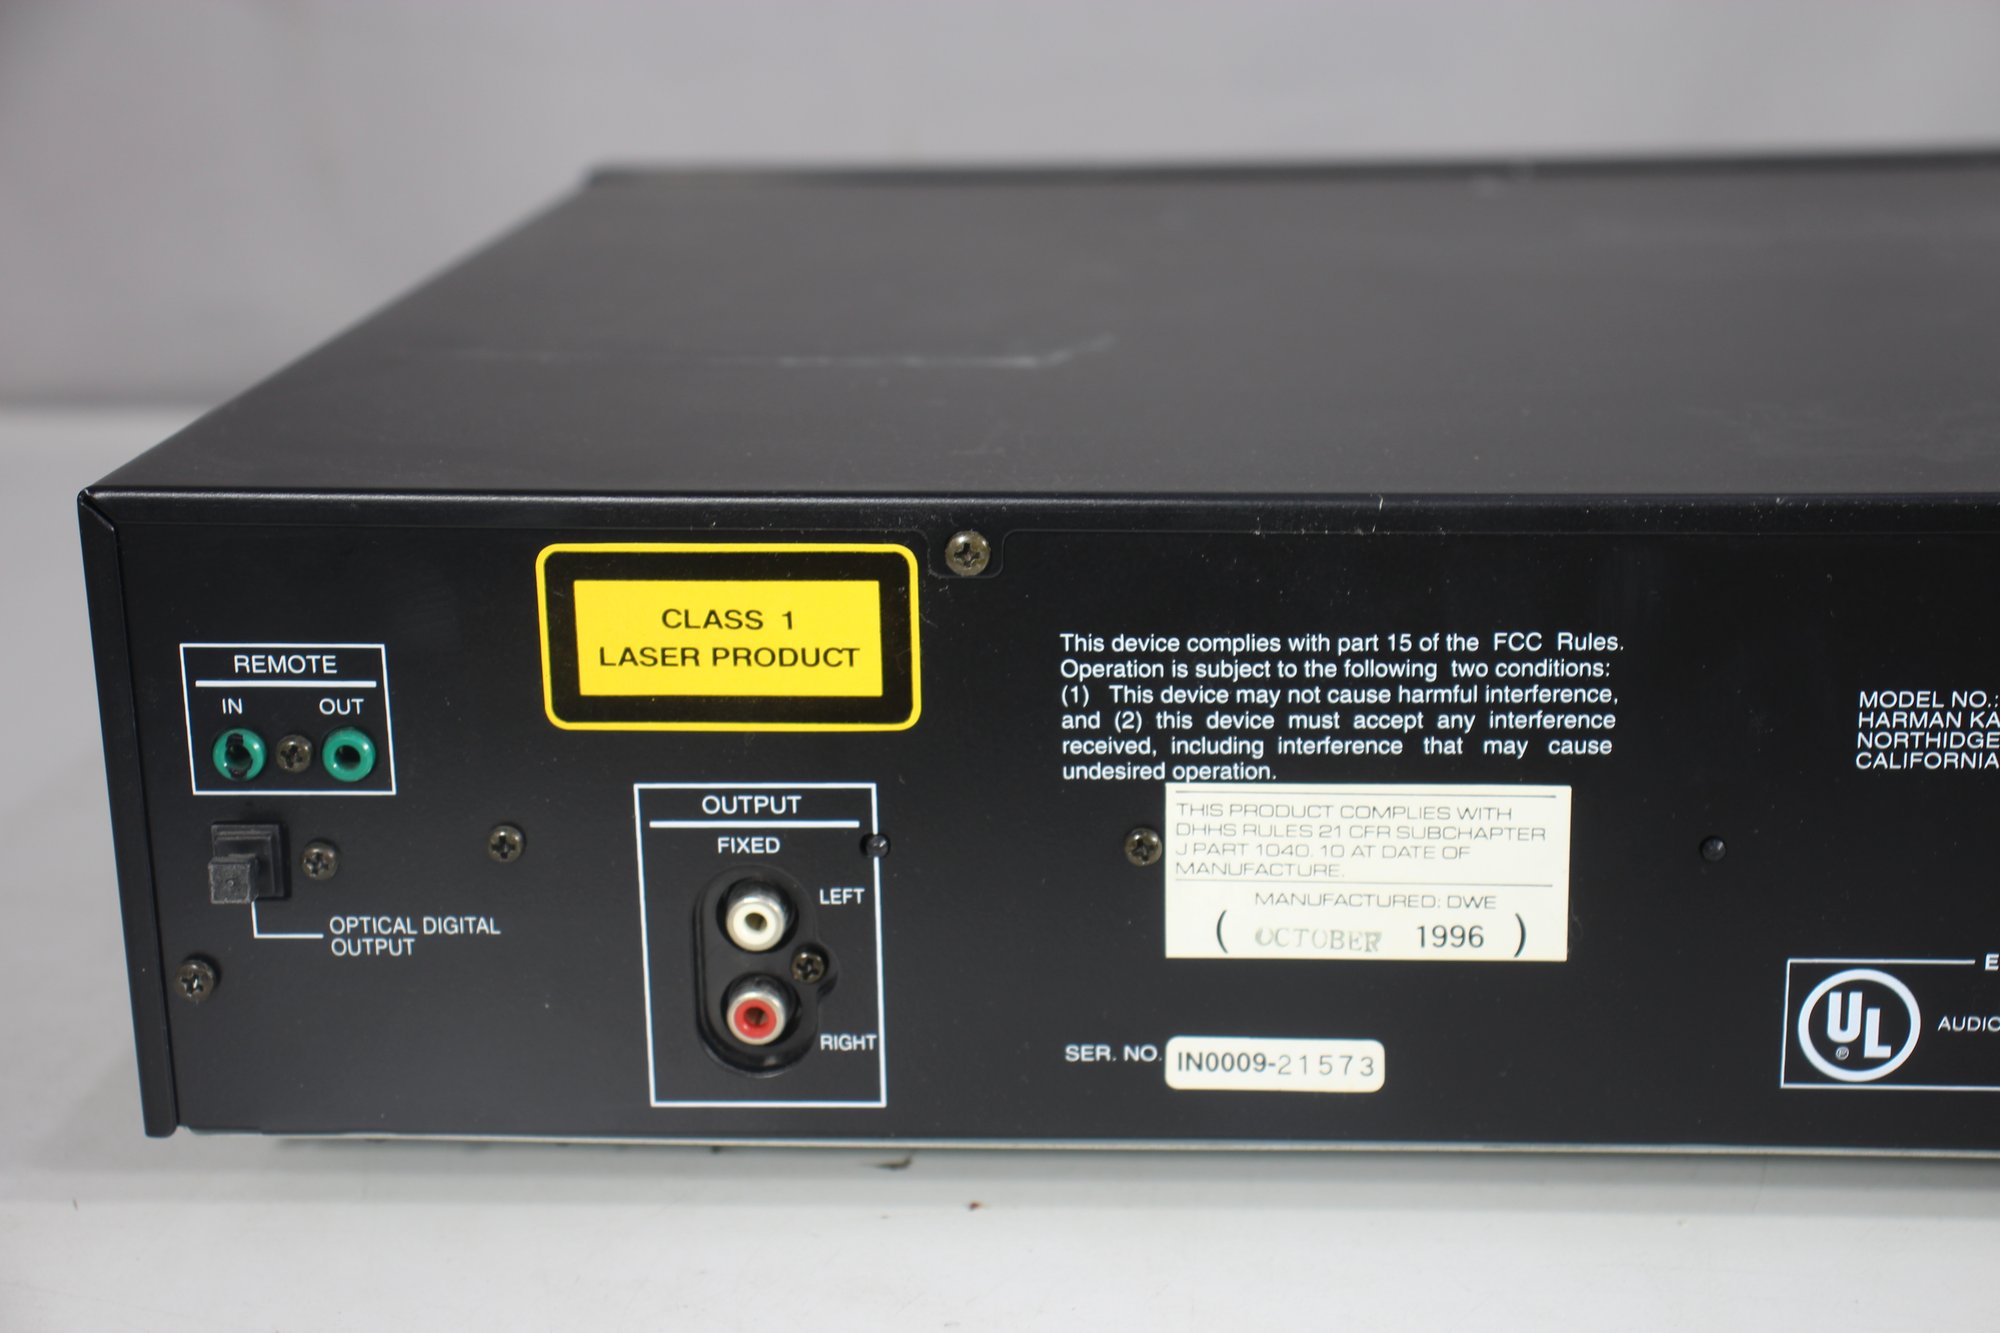 REMOTE
IN OUT
OPTICAL DIGITAL
OUTPUT
CLASS 1
LASER PRODUCT
OUTPUT
FIXED
LEFT
RIGHT
This device complies with part 15 of the FCC Rules.
Operation is subject to the following two conditions:
(1) This device may not cause harmful interference,
and (2) this device must accept any interference
received, including interference that may cause
undesired operation.
THIS PRODUCT COMPLIES WITH
DHHS RULES 21 CFR SUBCHAPTER
J PART 1040.10 AT DATE OF
MANUFACTURE.
MANUFACTURED: DWE
( OCTOBER 1996 )
SER. NO. IN0009-21573
MODEL NO.:
HARMAN KA
NORTHIDGE
CALIFORNIA
E
UL
AUDIO